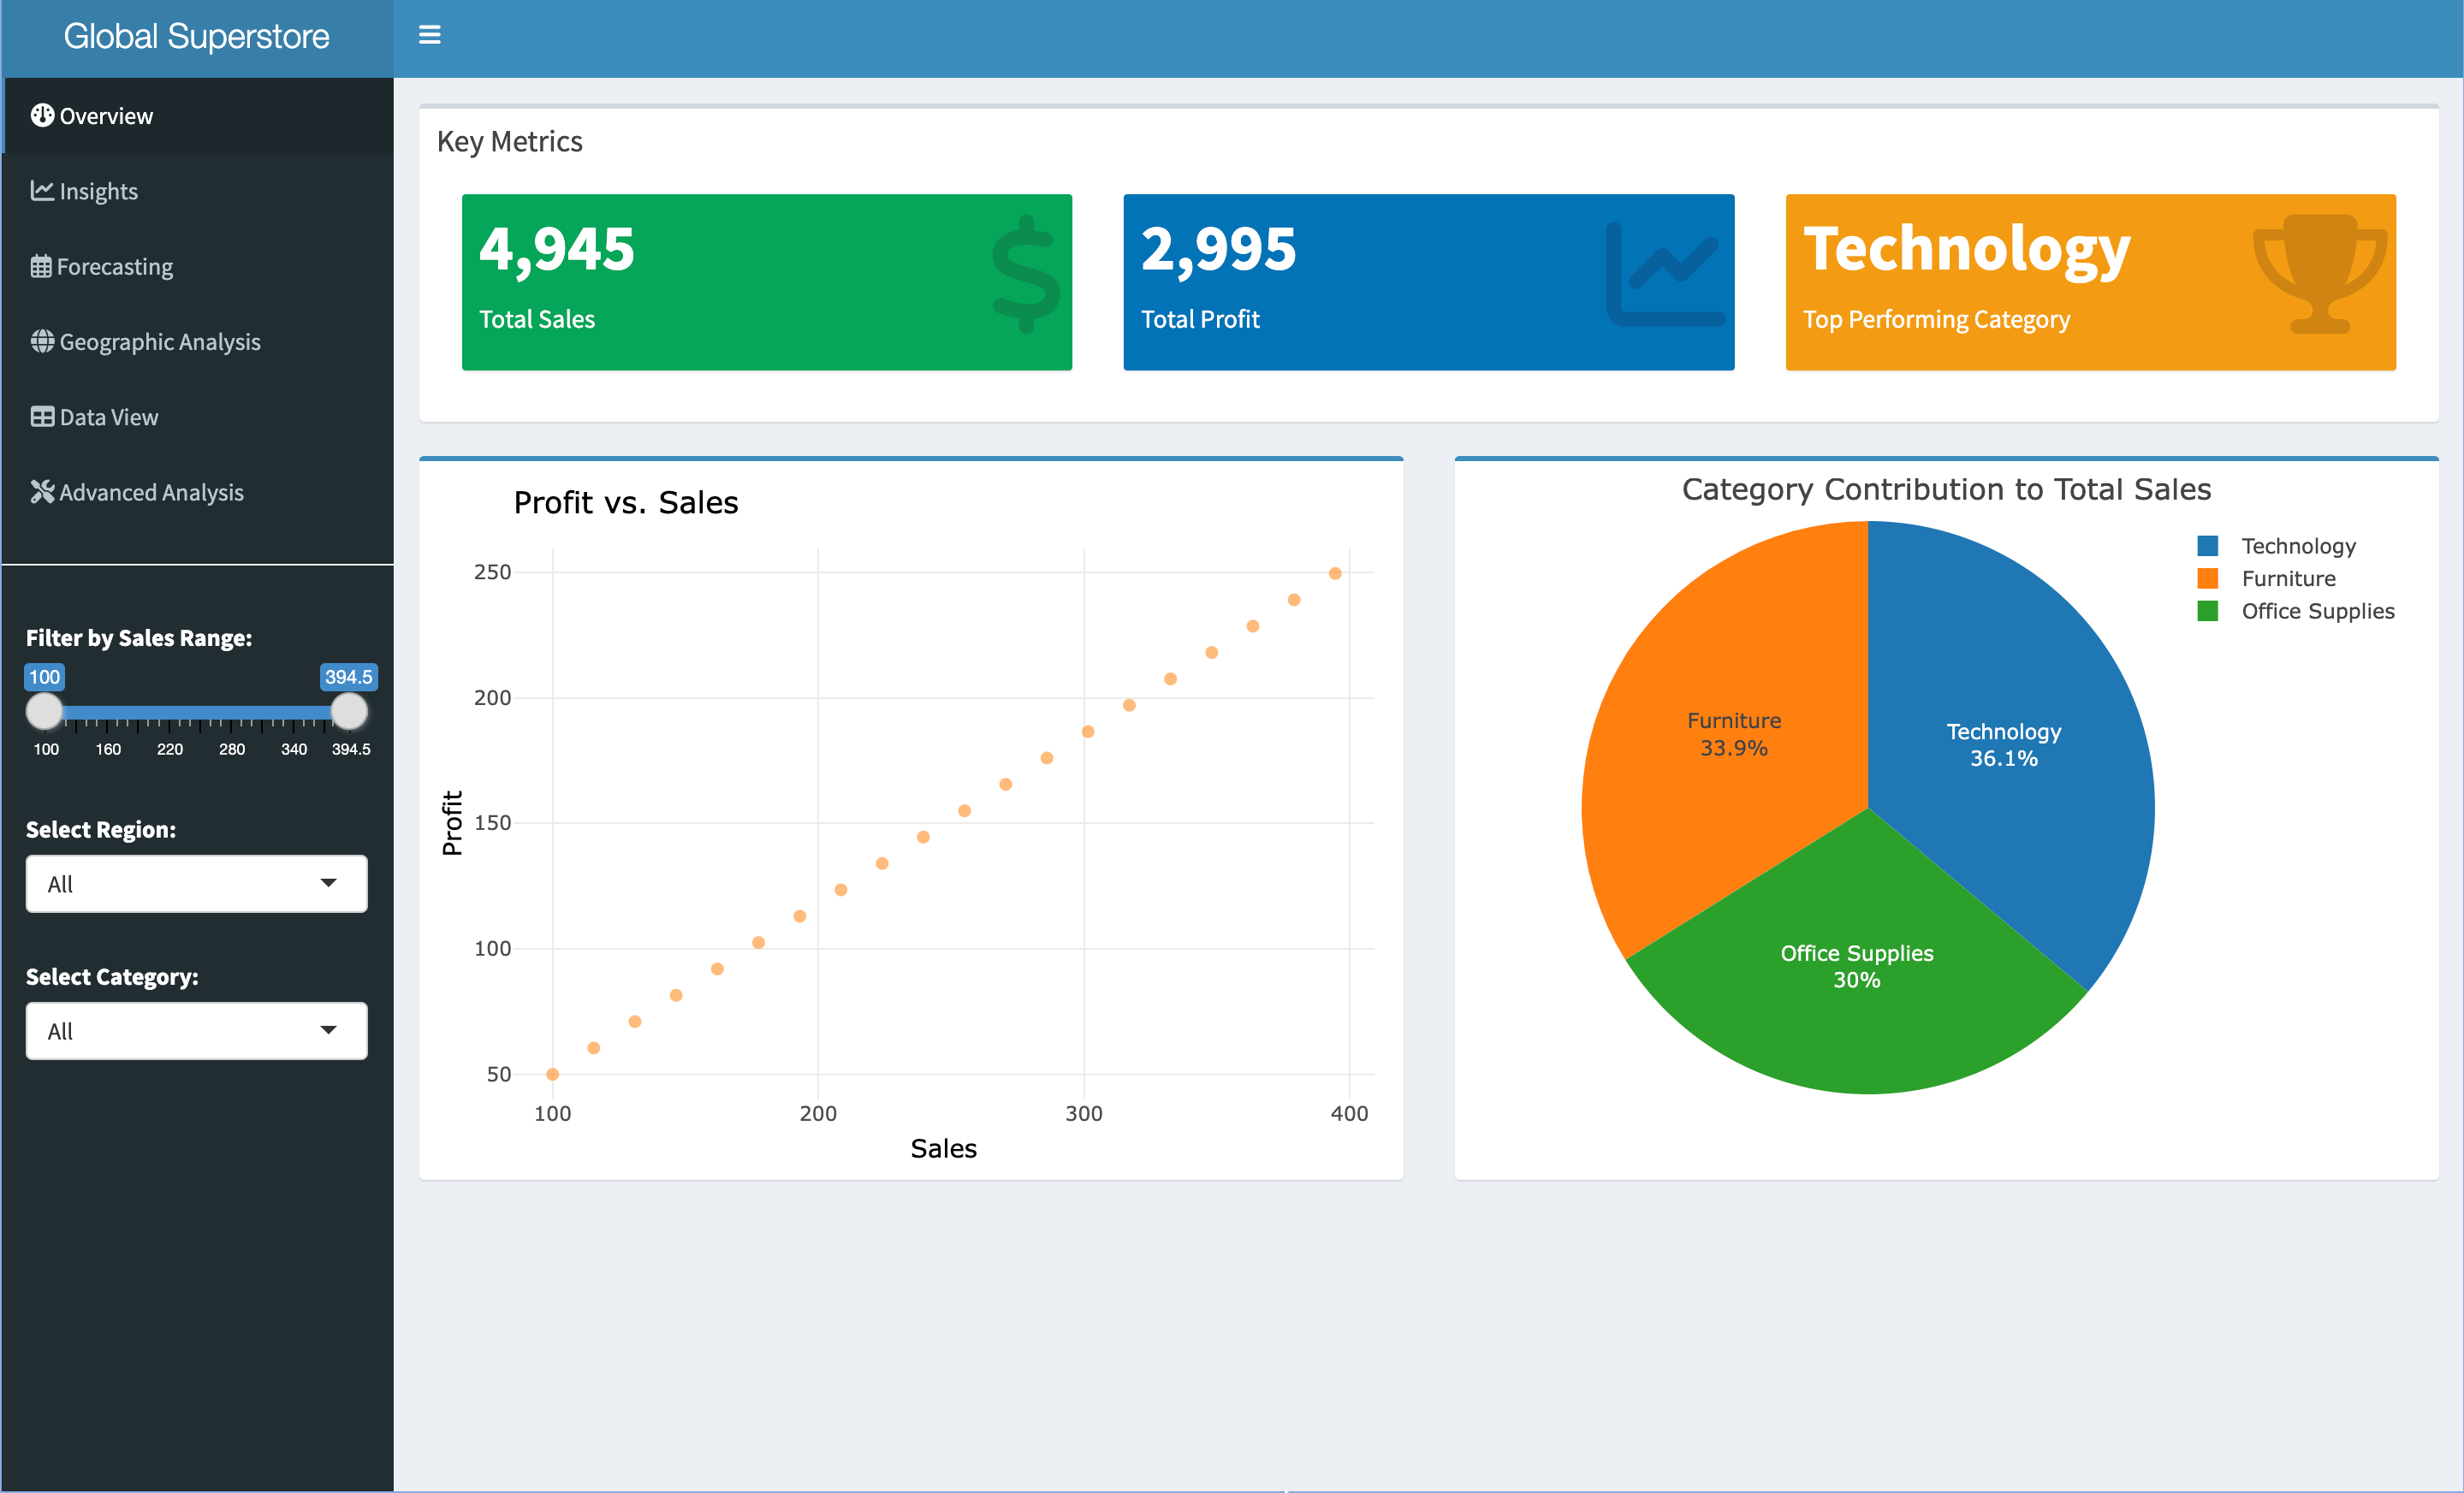 Global Superstore
Overview
Insights
Forecasting
Geographic Analysis
Data View
Advanced Analysis
Filter by Sales Range:
100 394.5
100 160 220 280 340 394.5
Select Region:
All
Select Category:
All
Key Metrics
4,945
Total Sales
2,995
Total Profit
Technology
Top Performing Category
Profit vs. Sales
250
200
150
100
50
Profit
100 200 300 400
Sales
Category Contribution to Total Sales
Technology
Furniture
Office Supplies
Furniture
33.9%
Technology
36.1%
Office Supplies
30%